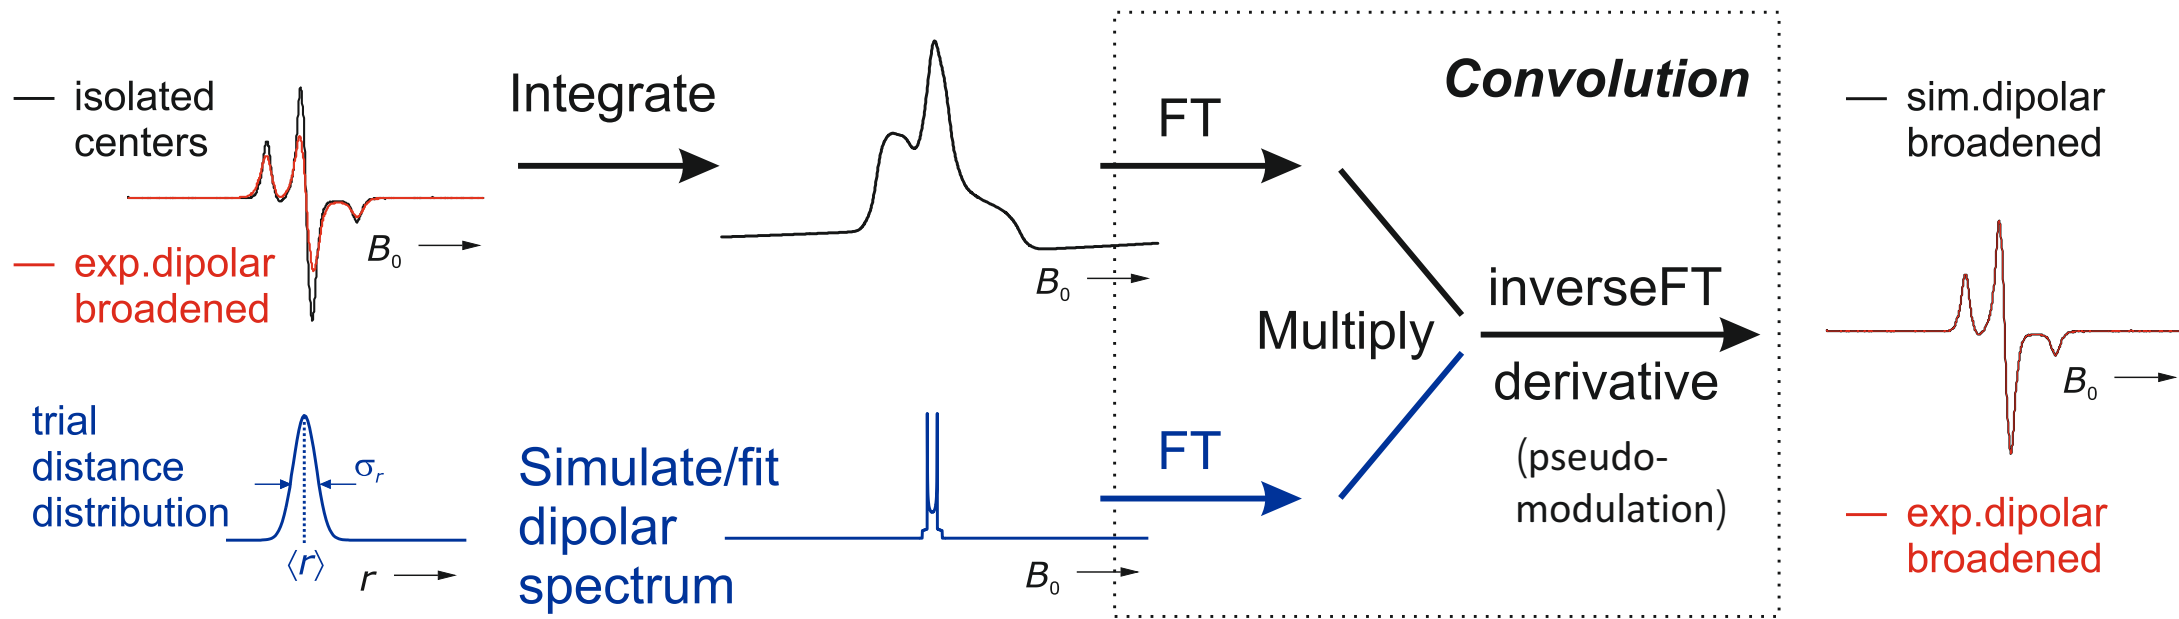 isolated
centers
exp.dipolar
broadened
B0
Integrate
B0
Convolution
FT
Multiply
inverseFT
derivative
(pseudo-
modulation)
sim.dipolar
broadened
B0
exp.dipolar
broadened
trial
distance
distribution
σr
⟨r⟩
r
Simulate/fit
dipolar
spectrum
B0
FT